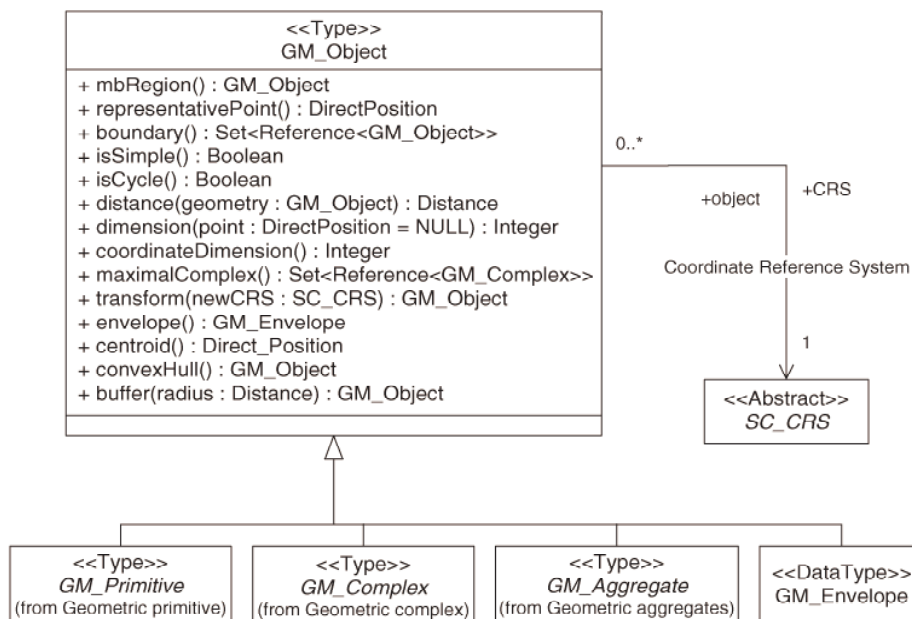 <<Type>>
GM_Object
+ mbRegion() : GM_Object
+ representativePoint() : DirectPosition
+ boundary() : Set<Reference<GM_Object>>
+ isSimple() : Boolean
+ isCycle() : Boolean
+ distance(geometry : GM_Object) : Distance
+ dimension(point : DirectPosition = NULL) : Integer
+ coordinateDimension() : Integer
+ maximalComplex() : Set<Reference<GM_Complex>>
+ transform(newCRS : SC_CRS) : GM_Object
+ envelope() : GM_Envelope
+ centroid() : Direct_Position
+ convexHull() : GM_Object
+ buffer(radius : Distance) : GM_Object
0..*
+object
+CRS
Coordinate Reference System
1
<<Abstract>>
SC_CRS
<<Type>>
GM_Primitive
(from Geometric primitive)
<<Type>>
GM_Complex
(from Geometric complex)
<<Type>>
GM_Aggregate
(from Geometric aggregates)
<<DataType>>
GM_Envelope